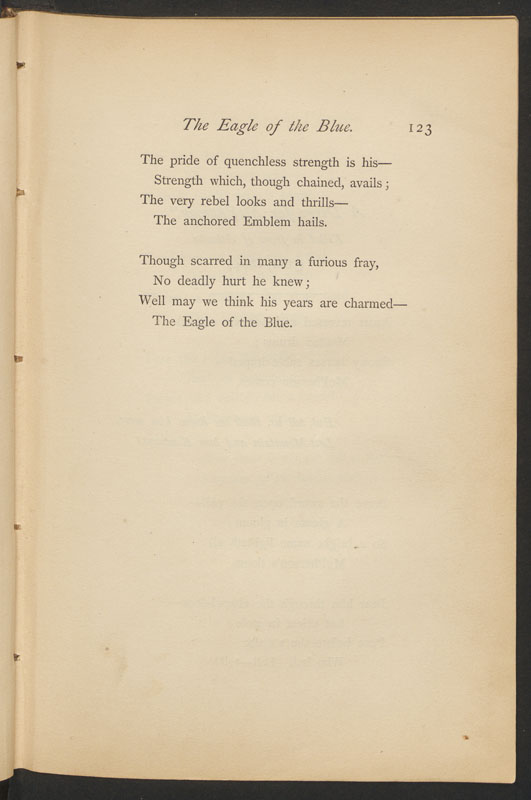 The Eagle of the Blue. 123
The pride of quenchless strength is his—
Strength which, though chained, avails;
The very rebel looks and thrills—
The anchored Emblem hails.
Though scarred in many a furious fray,
No deadly hurt he knew;
Well may we think his years are charmed—
The Eagle of the Blue.